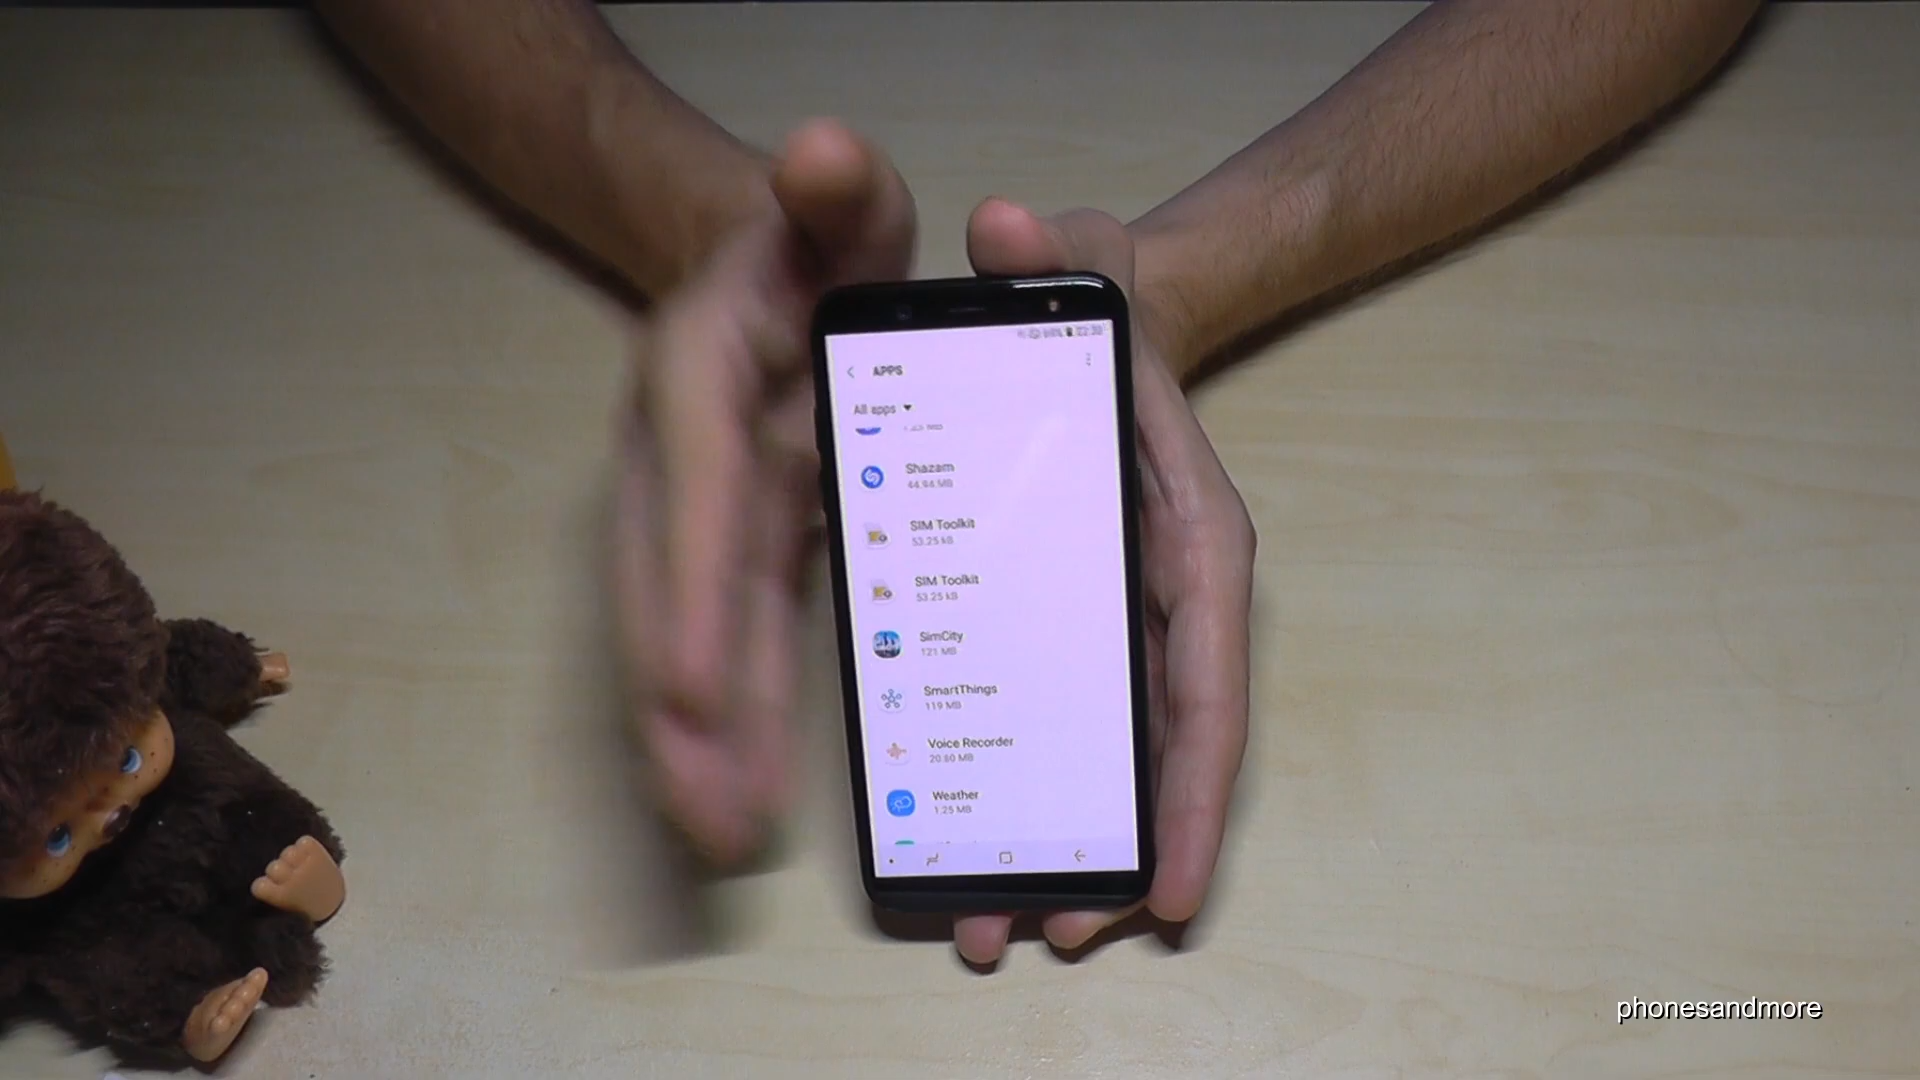 APPS
All apps
Shazam
44.94 MB
SIM Toolkit
53.25 kB
SIM Toolkit
53.25 kB
SimCity
121 MB
SmartThings
119 MB
Voice Recorder
20.60 MB
Weather
1.25 MB
phonesandmore